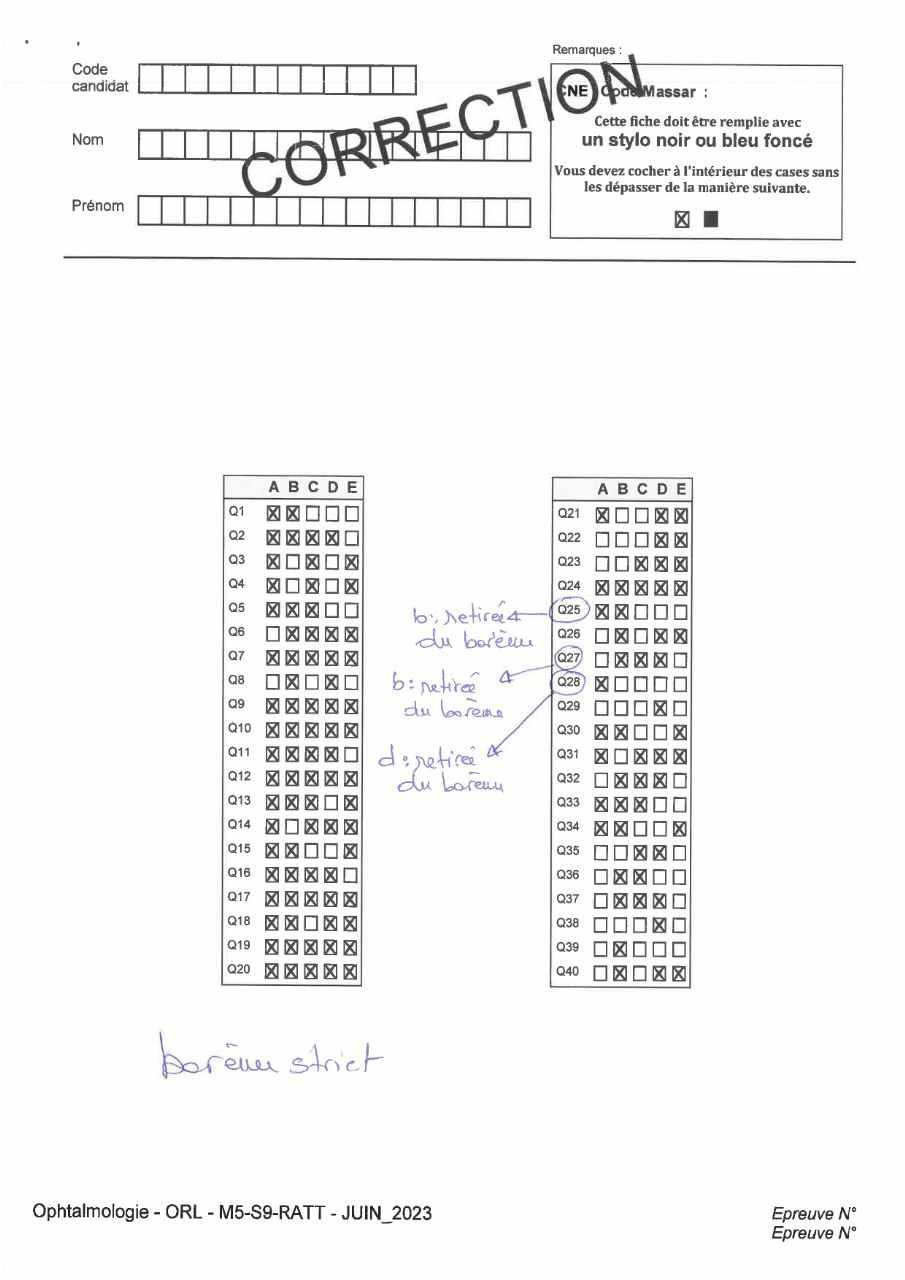 Remarques :
Code
candidat
CORRECTION
CNE Code Massar :
Cette fiche doit être remplie avec
un stylo noir ou bleu foncé
Nom
Vous devez cocher à l'intérieur des cases sans
les dépasser de la manière suivante.
Prénom
A B C D E
Q1
Q2
Q3
Q4
Q5
Q6
Q7
Q8
Q9
Q10
Q11
Q12
Q13
Q14
Q15
Q16
Q17
Q18
Q19
Q20
b: retirée
du barème
b: retirée
du barème
d: retirée
du barème
A B C D E
Q21
Q22
Q23
Q24
Q25
Q26
Q27
Q28
Q29
Q30
Q31
Q32
Q33
Q34
Q35
Q36
Q37
Q38
Q39
Q40
barème strict
Ophtalmologie - ORL - M5-S9-RATT - JUIN_2023
Epreuve N°
Epreuve N°